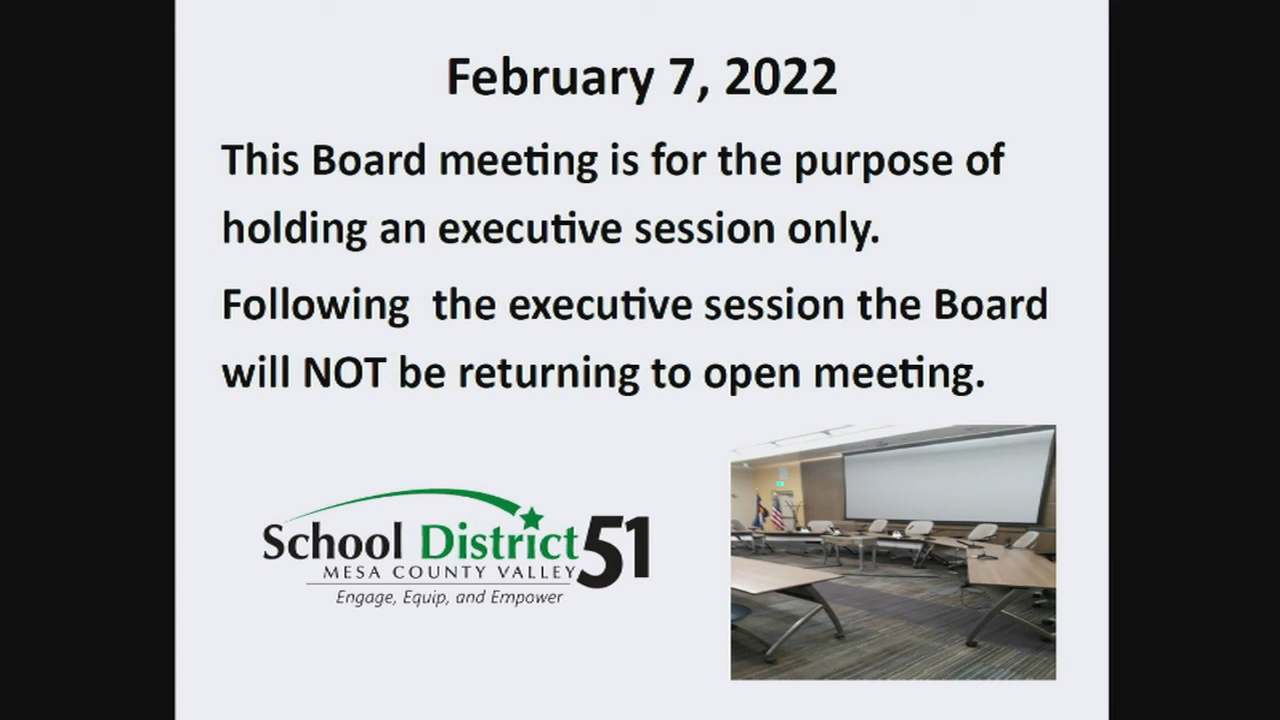 February 7, 2022
This Board meeting is for the purpose of
holding an executive session only.
Following the executive session the Board
will NOT be returning to open meeting.
School District 51
MESA COUNTY VALLEY
Engage, Equip, and Empower